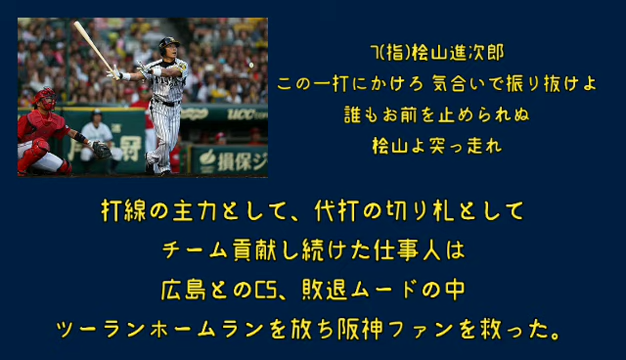 7(指)桧山進次郎
この一打にかけろ 気合いで振り抜けよ
誰もお前を止められぬ
桧山よ突っ走れ
UCC
損保ジ
打線の主力として、代打の切り札として
チーム貢献し続けた仕事人は
広島とのCS、敗退ムードの中
ツーランホームランを放ち阪神ファンを救った。